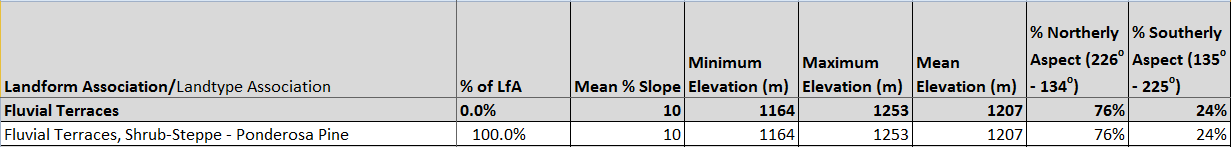 Landform Association/Landtype Association % of LfA Mean % Slope Minimum Elevation (m) Maximum Elevation (m) Mean Elevation (m) % Northerly Aspect (226° - 134°) % Southerly Aspect (135° - 225°)
Fluvial Terraces 0.0% 10 1164 1253 1207 76% 24%
Fluvial Terraces, Shrub-Steppe - Ponderosa Pine 100.0% 10 1164 1253 1207 76% 24%